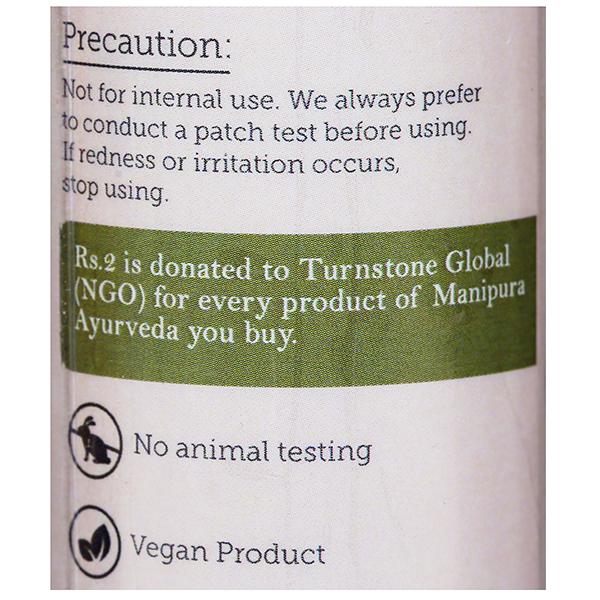 Precaution:
Not for internal use. We always prefer
to conduct a patch test before using.
If redness or irritation occurs,
stop using.
Rs.2 is donated to Turnstone Global
(NGO) for every product of Manipura
Ayurveda you buy.
No animal testing
Vegan Product